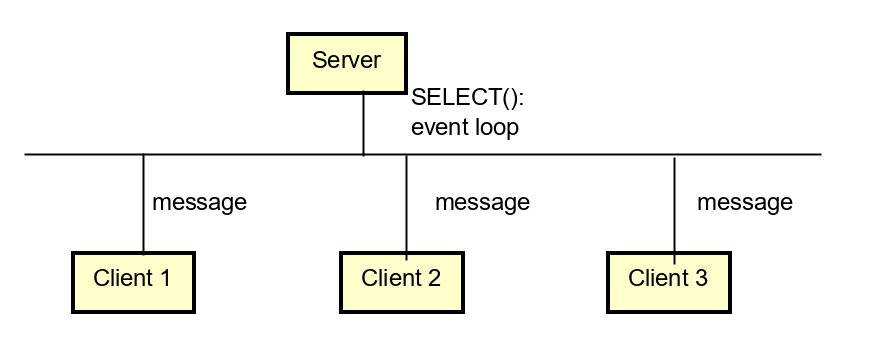 Server
SELECT():
event loop
message
message
message
Client 1
Client 2
Client 3